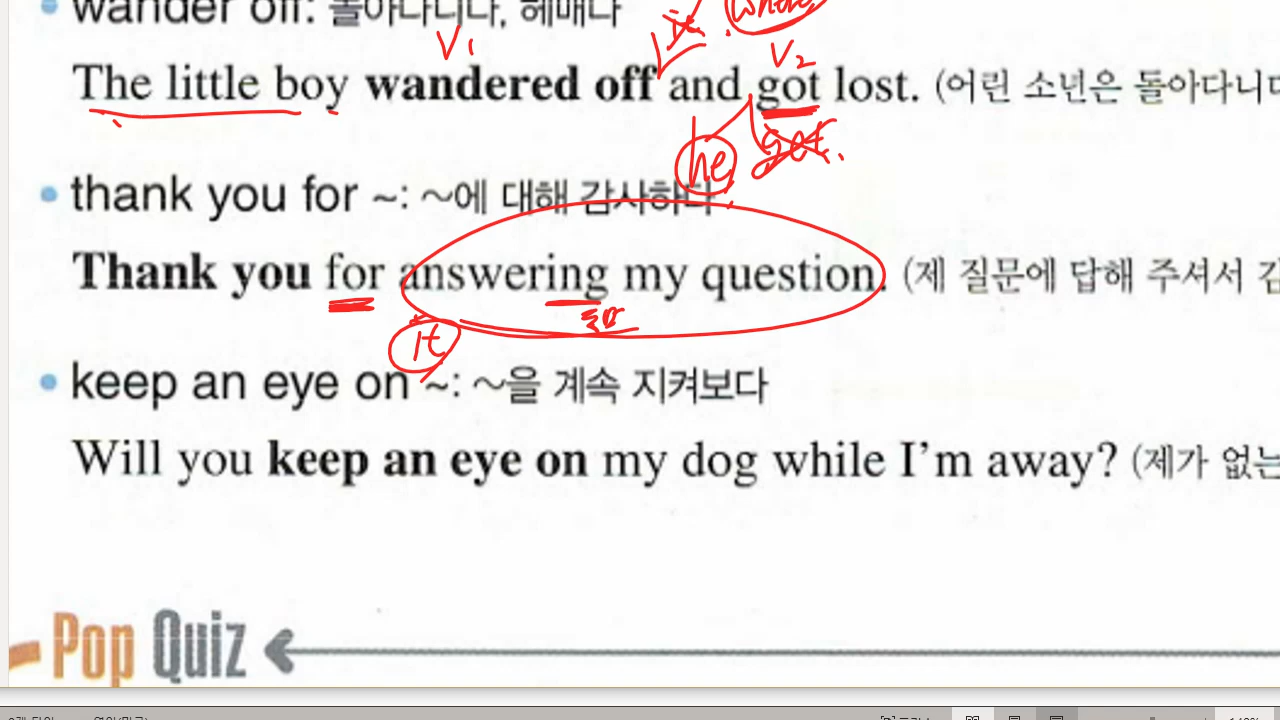 wander off: 돌아다니다, 헤매다
V1
V2
The little boy wandered off and got lost. (어린 소년은 돌아다니다
he
got
thank you for ~: ~에 대해 감사하다
Thank you for answering my question. (제 질문에 답해 주셔서 감
it
keep an eye on ~: ~을 계속 지켜보다
Will you keep an eye on my dog while I'm away? (제가 없는
Pop Quiz